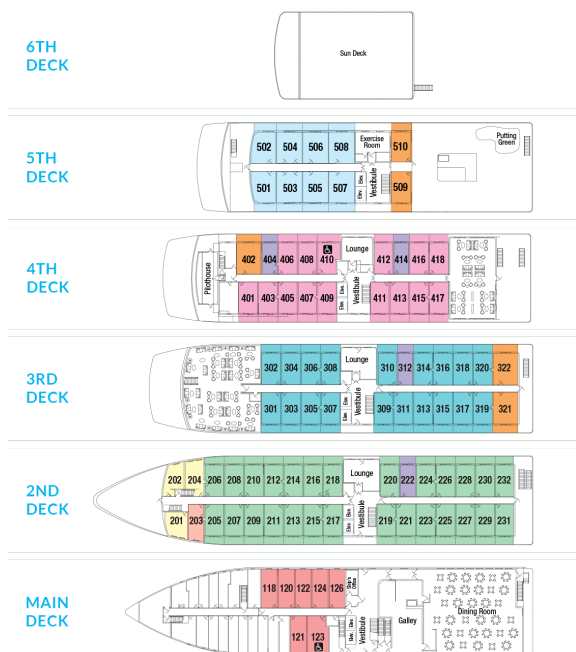 6TH
DECK
Sun Deck
5TH
DECK
502 504 506 508 Exercise Room 510 Putting Green
501 503 505 507 Elev. Elev. Vestibule 509
4TH
DECK
Pilothouse 402 404 406 408 410 Lounge 412 414 416 418
401 403 405 407 409 Elev. Elev. Vestibule 411 413 415 417
3RD
DECK
302 304 306 308 Lounge 310 312 314 316 318 320 322
301 303 305 307 Elev. Elev. Vestibule 309 311 313 315 317 319 321
2ND
DECK
202 204 206 208 210 212 214 216 218 Lounge 220 222 224 226 228 230 232
201 203 205 207 209 211 213 215 217 Elev. Elev. Vestibule 219 221 223 225 227 229 231
MAIN
DECK
118 120 122 124 126 Ship's Office
121 123 Elev. Elev. Vestibule Galley Dining Room